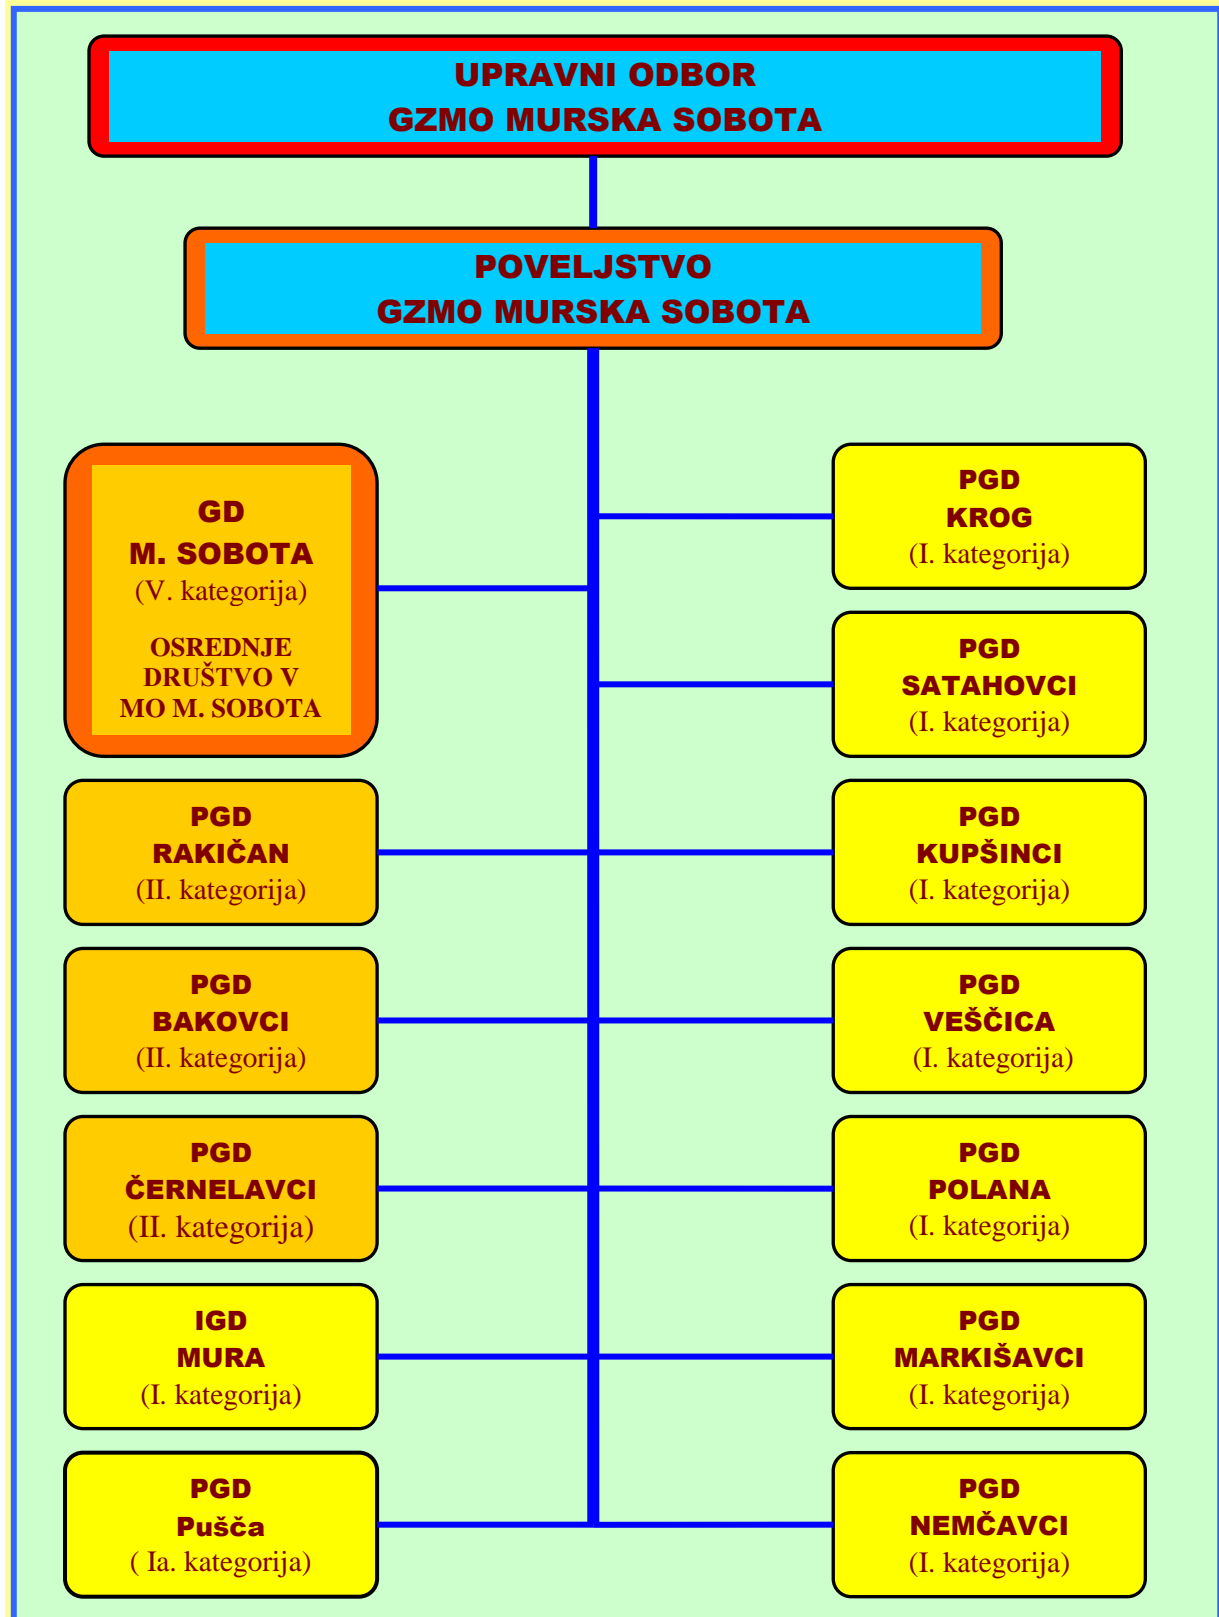 UPRAVNI ODBOR
GZMO MURSKA SOBOTA
POVELJSTVO
GZMO MURSKA SOBOTA
GD
M. SOBOTA
(V. kategorija)
OSREDNJE
DRUŠTVO V
MO M. SOBOTA
PGD
RAKIČAN
(II. kategorija)
PGD
BAKOVCI
(II. kategorija)
PGD
ČERNELAVCI
(II. kategorija)
IGD
MURA
(I. kategorija)
PGD
Pušča
( Ia. kategorija)
PGD
KROG
(I. kategorija)
PGD
SATAHOVCI
(I. kategorija)
PGD
KUPŠINCI
(I. kategorija)
PGD
VEŠČICA
(I. kategorija)
PGD
POLANA
(I. kategorija)
PGD
MARKIŠAVCI
(I. kategorija)
PGD
NEMČAVCI
(I. kategorija)